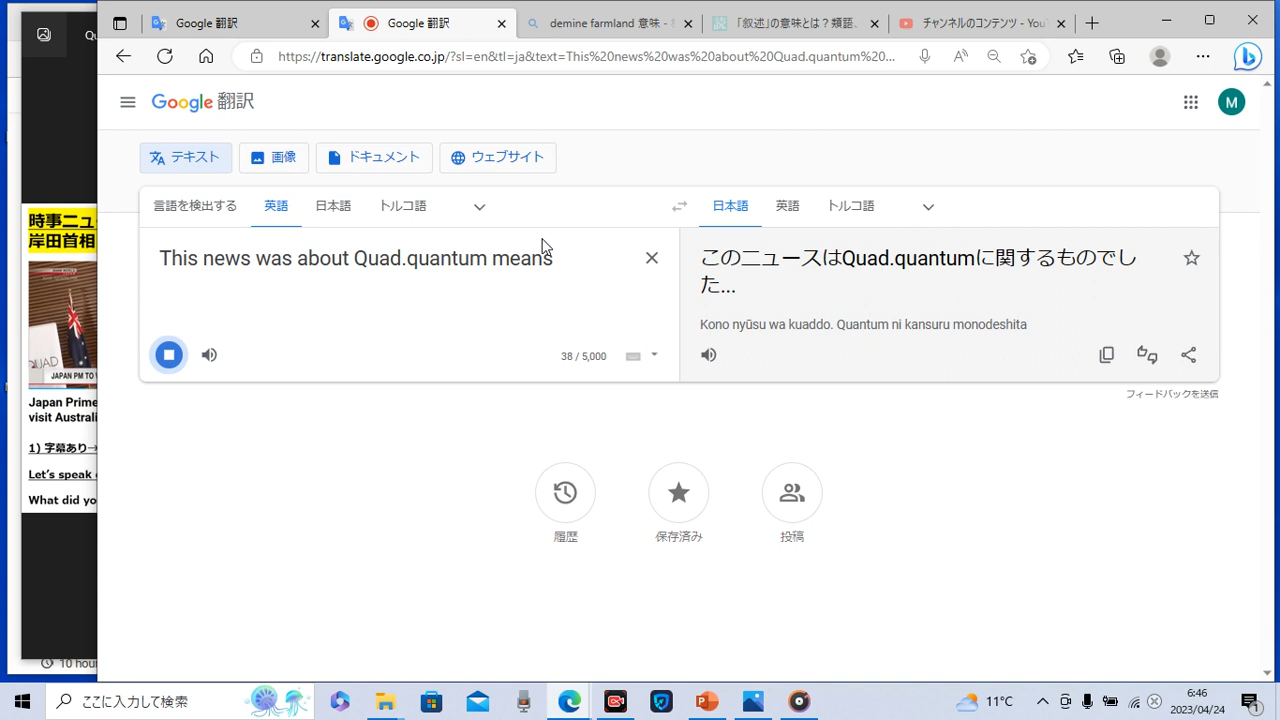 Qu
Google 翻訳
Google 翻訳
demine farmland 意味 -
「叙述」の意味とは？類語、
チャンネルのコンテンツ - You
https://translate.google.co.jp/?sl=en&tl=ja&text=This%20news%20was%20about%20Quad.quantum%20...
Google 翻訳
M
テキスト
画像
ドキュメント
ウェブサイト
言語を検出する
英語
日本語
トルコ語
日本語
英語
トルコ語
This news was about Quad.quantum means
38 / 5,000
このニュースはQuad.quantumに関するものでし
た...
Kono nyūsu wa kuaddo. Quantum ni kansuru monodeshita
フィードバックを送信
履歴
保存済み
投稿
時事ニュ
岸田首相
QUAD
JAPAN PM TO V
Japan Prime
visit Australi
1) 字幕あり→
Let's speak
What did yo
10 hour
ここに入力して検索
11°C
6:46
2023/04/24
1